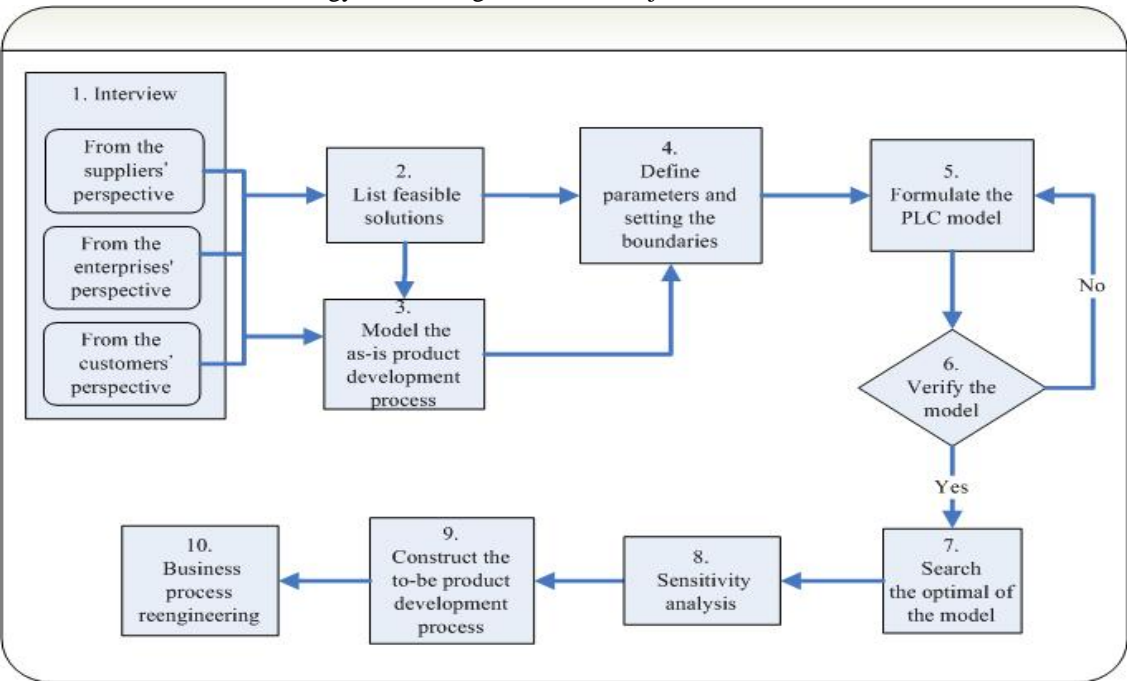 1. Interview
From the
suppliers'
perspective
From the
enterprises'
perspective
From the
customers'
perspective
2.
List feasible
solutions
3.
Model the
as-is product
development
process
4.
Define
parameters and
setting the
boundaries
5.
Formulate the
PLC model
No
6.
Verify the
model
Yes
7.
Search
the optimal of
the model
8.
Sensitivity
analysis
9.
Construct the
to-be product
development
process
10.
Business
process
reengineering